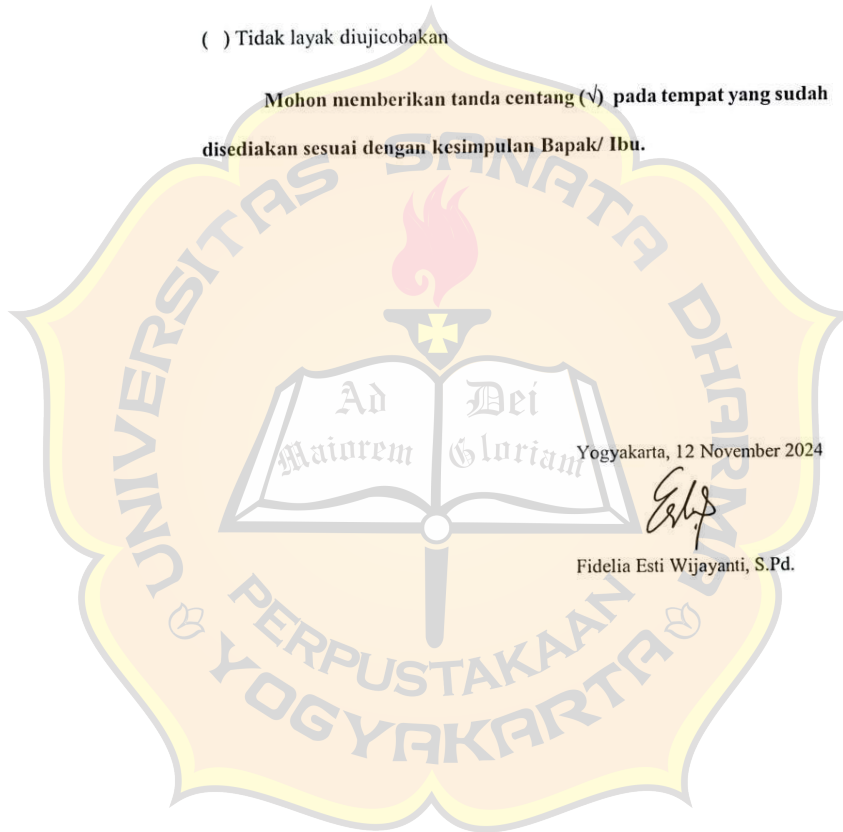 ( ) Tidak layak diujicobakan
Mohon memberikan tanda centang (√) pada tempat yang sudah
disediakan sesuai dengan kesimpulan Bapak/ Ibu.
UNIVERSITAS SANATA DHARMA
Ad Dei
Maiorem Gloriam
Yogyakarta, 12 November 2024
Fidelia Esti Wijayanti, S.Pd.
PERPUSTAKAAN
YOGYAKARTA